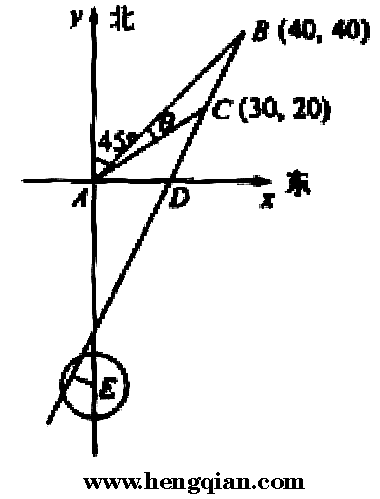 y 北
B (40, 40)
C (30, 20)
45° θ
A D x 东
E
www.hengqian.com